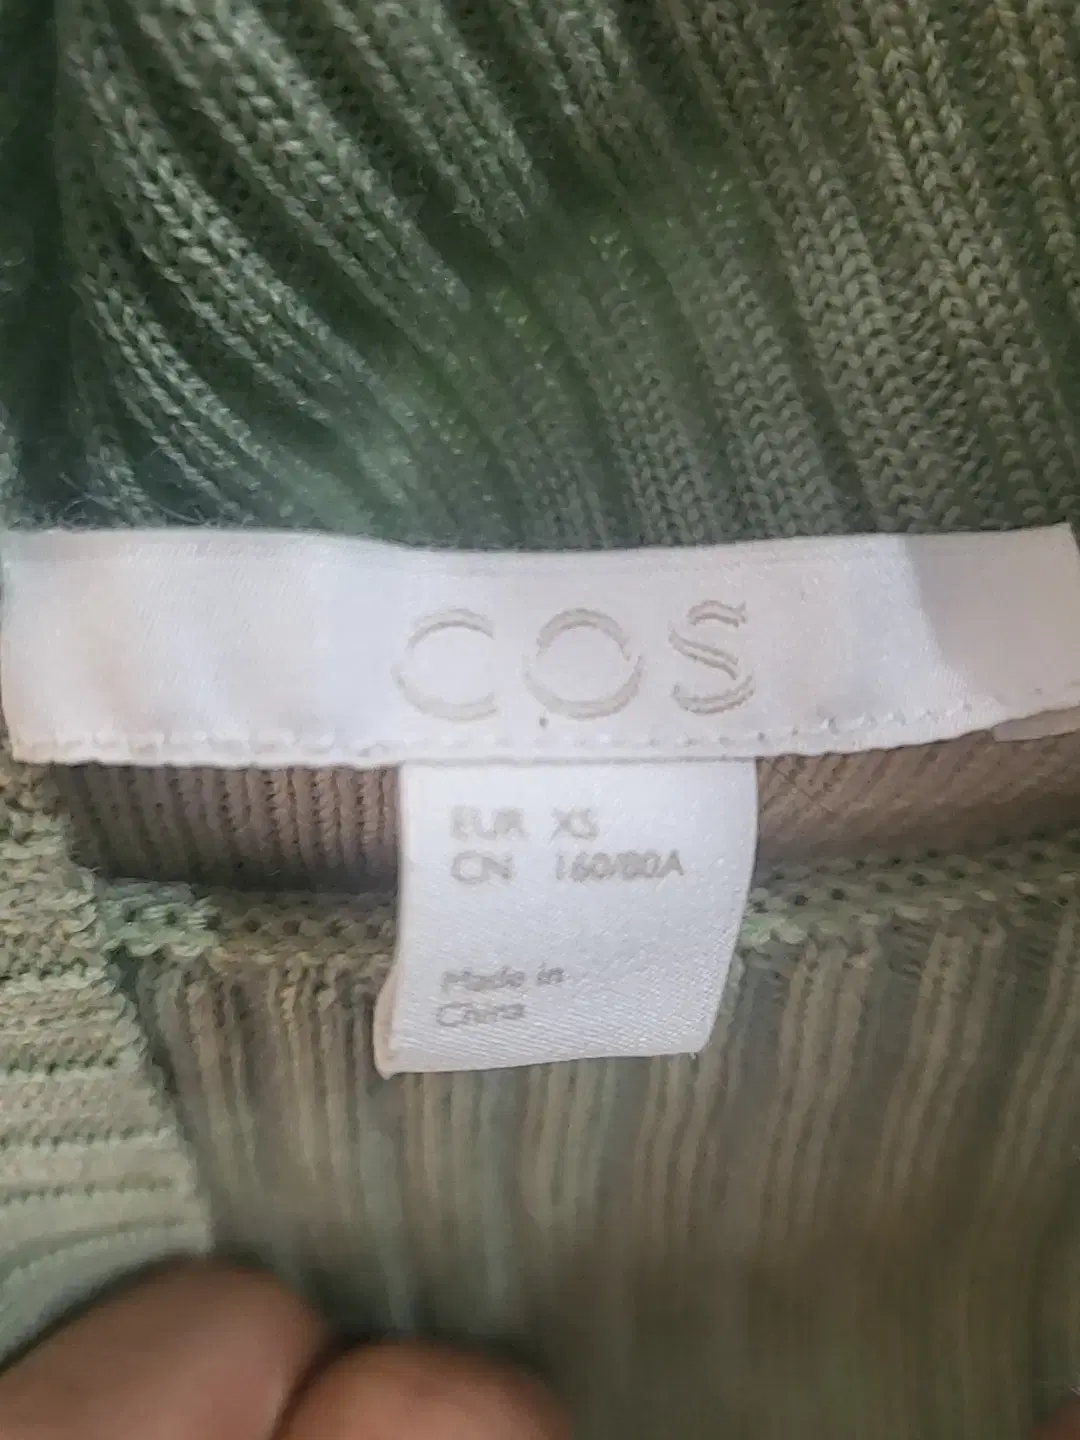 COS
EUR XS
CN 160/80A
Made in
China